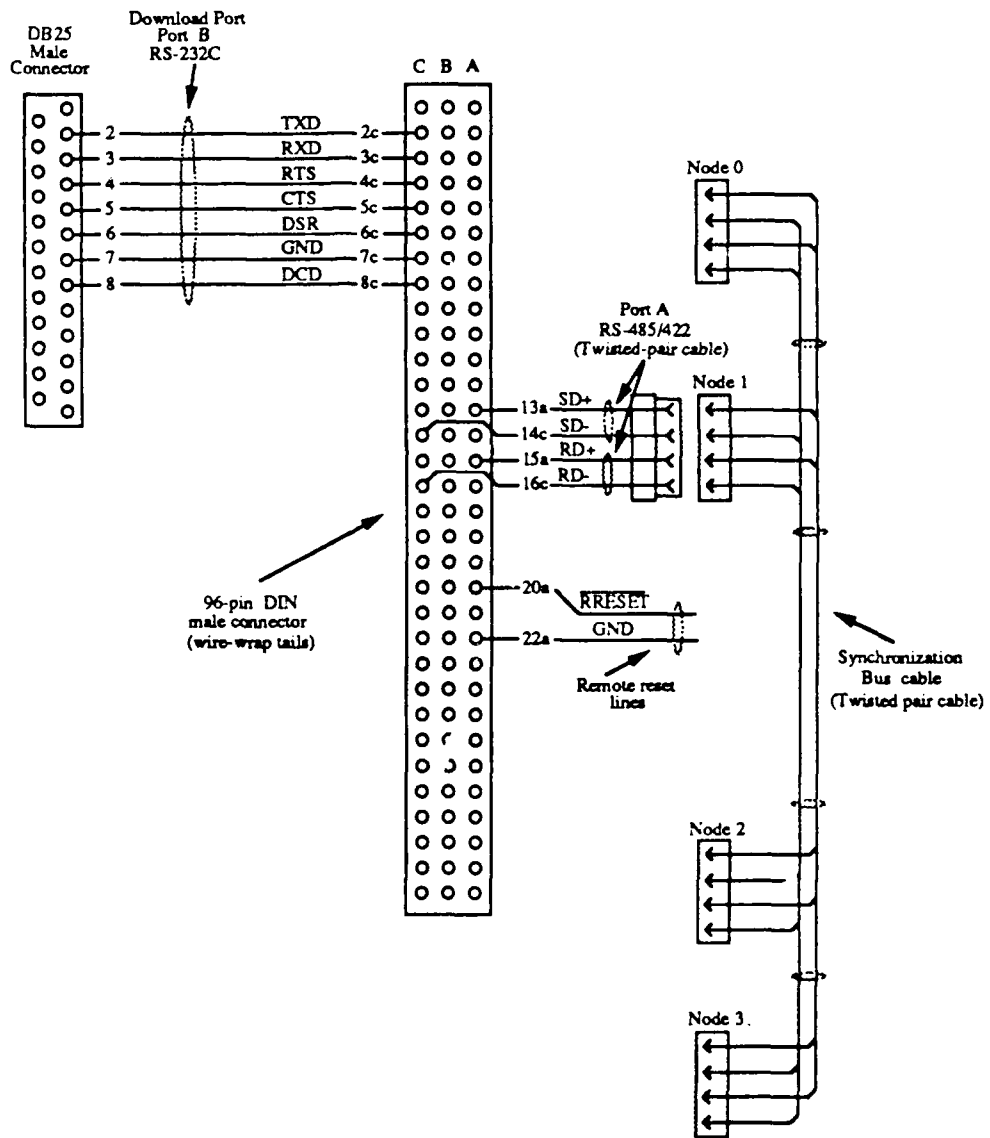 DB25
Male
Connector
Download Port
Port B
RS-232C
C B A
2 TXD 2c
3 RXD 3c
4 RTS 4c
5 CTS 5c
6 DSR 6c
7 GND 7c
8 DCD 8c
Node 0
Port A
RS-485/422
(Twisted-pair cable)
Node 1
13a SD+
14c SD-
15a RD+
16c RD-
96-pin DIN
male connector
(wire-wrap tails)
20a RRESET
22a GND
Remote reset
lines
Synchronization
Bus cable
(Twisted pair cable)
Node 2
Node 3